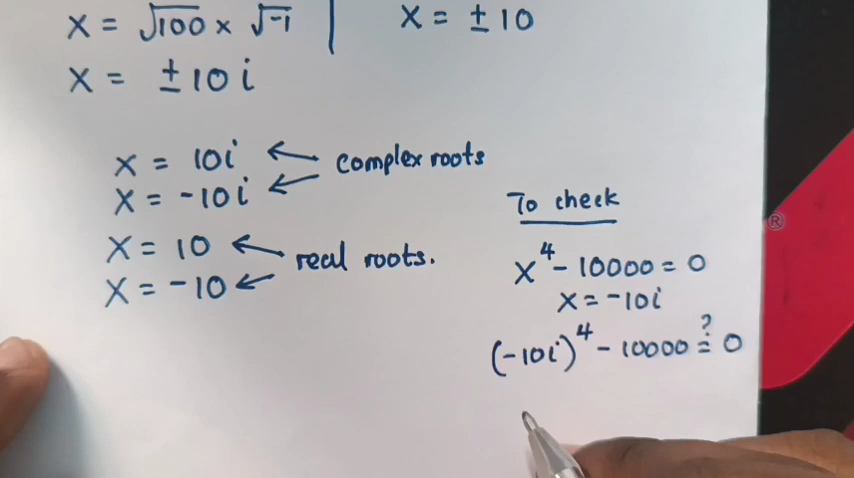 x = √100 × √-1
x = ±10
x = ±10i
x = 10i ← complex roots
x = -10i ←
x = 10 ← real roots.
x = -10 ←
To check
x⁴ - 10000 = 0
x = -10i
(-10i)⁴ - 10000 ≟ 0
®